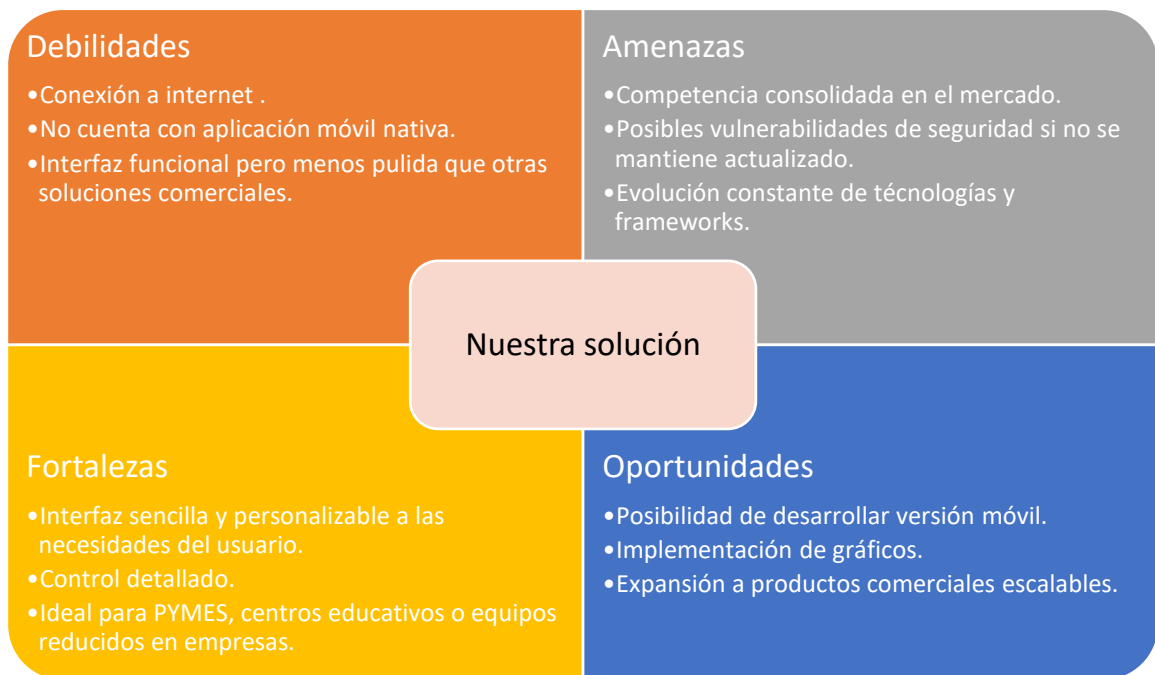 Debilidades
•Conexión a internet .
•No cuenta con aplicación móvil nativa.
•Interfaz funcional pero menos pulida que otras
soluciones comerciales.
Amenazas
•Competencia consolidada en el mercado.
•Posibles vulnerabilidades de seguridad si no se
mantiene actualizado.
•Evolución constante de técnologías y
frameworks.
Nuestra solución
Fortalezas
•Interfaz sencilla y personalizable a las
necesidades del usuario.
•Control detallado.
•Ideal para PYMES, centros educativos o equipos
reducidos en empresas.
Oportunidades
•Posibilidad de desarrollar versión móvil.
•Implementación de gráficos.
•Expansión a productos comerciales escalables.